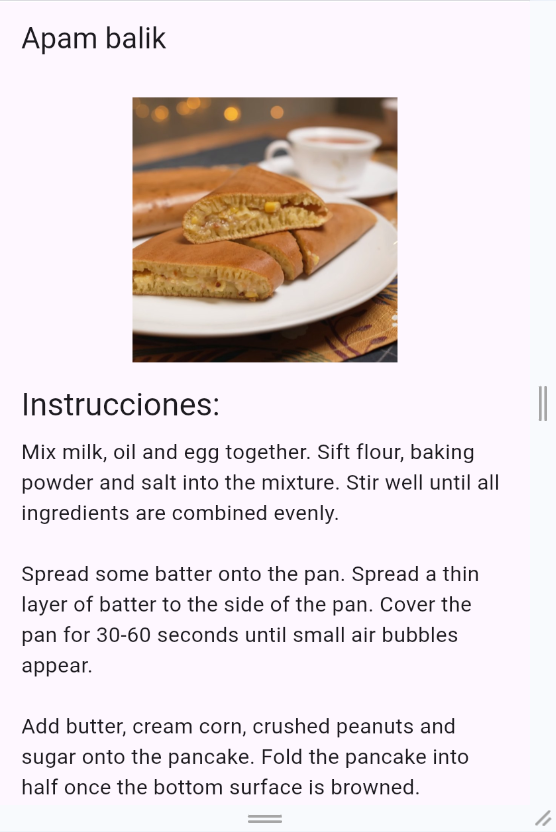 Apam balik
Instrucciones:
Mix milk, oil and egg together. Sift flour, baking
powder and salt into the mixture. Stir well until all
ingredients are combined evenly.
Spread some batter onto the pan. Spread a thin
layer of batter to the side of the pan. Cover the
pan for 30-60 seconds until small air bubbles
appear.
Add butter, cream corn, crushed peanuts and
sugar onto the pancake. Fold the pancake into
half once the bottom surface is browned.